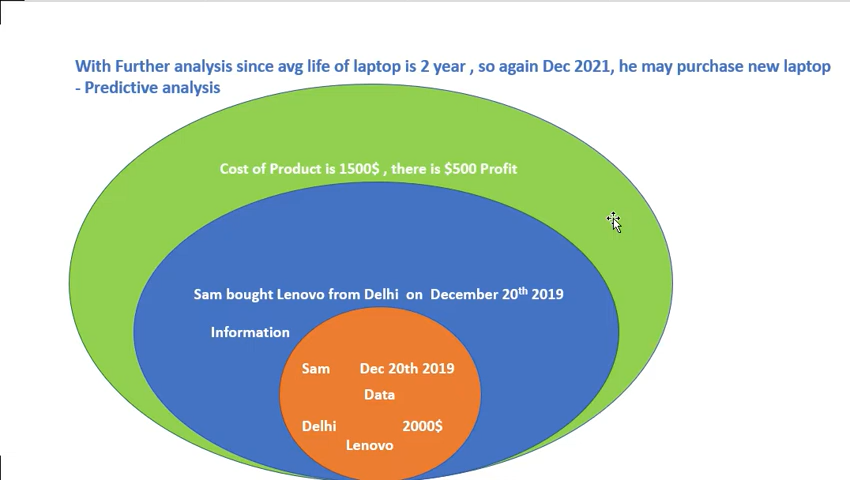 With Further analysis since avg life of laptop is 2 year , so again Dec 2021, he may purchase new laptop
- Predictive analysis
Cost of Product is 1500$ , there is $500 Profit
Sam bought Lenovo from Delhi on December 20th 2019
Information
Sam Dec 20th 2019
Data
Delhi 2000$
Lenovo